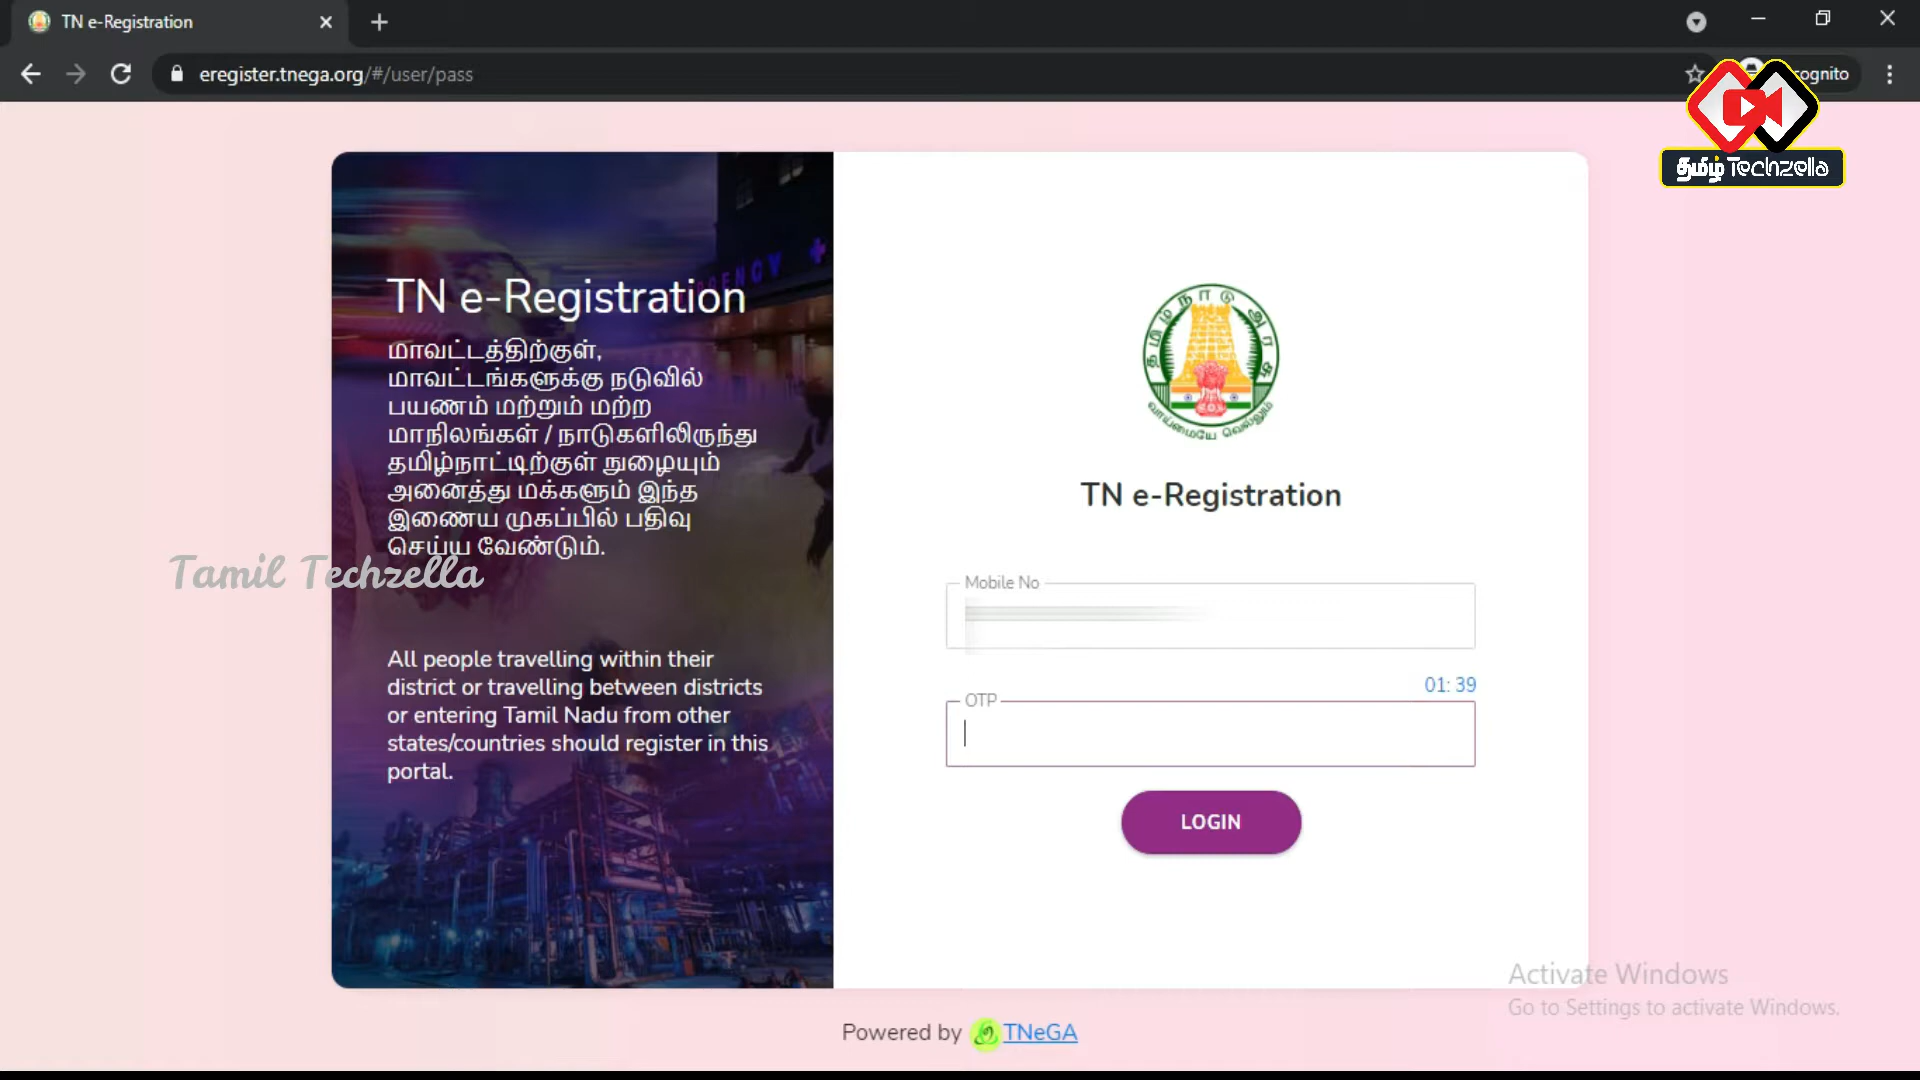 TN e-Registration
eregister.tnega.org/#/user/pass
cognito
தமிழ் Techzella
TN e-Registration
மாவட்டத்திற்குள்,
மாவட்டங்களுக்கு நடுவில்
பயணம் மற்றும் மற்ற
மாநிலங்கள் / நாடுகளிலிருந்து
தமிழ்நாட்டிற்குள் நுழையும்
அனைத்து மக்களும் இந்த
இணைய முகப்பில் பதிவு
செய்ய வேண்டும்.
Tamil Techzella
All people travelling within their
district or travelling between districts
or entering Tamil Nadu from other
states/countries should register in this
portal.
தமிழ்நாடு அரசு
வாய்மையே வெல்லும்
TN e-Registration
Mobile No
01: 39
OTP
LOGIN
Activate Windows
Go to Settings to activate Windows.
Powered by TNeGA